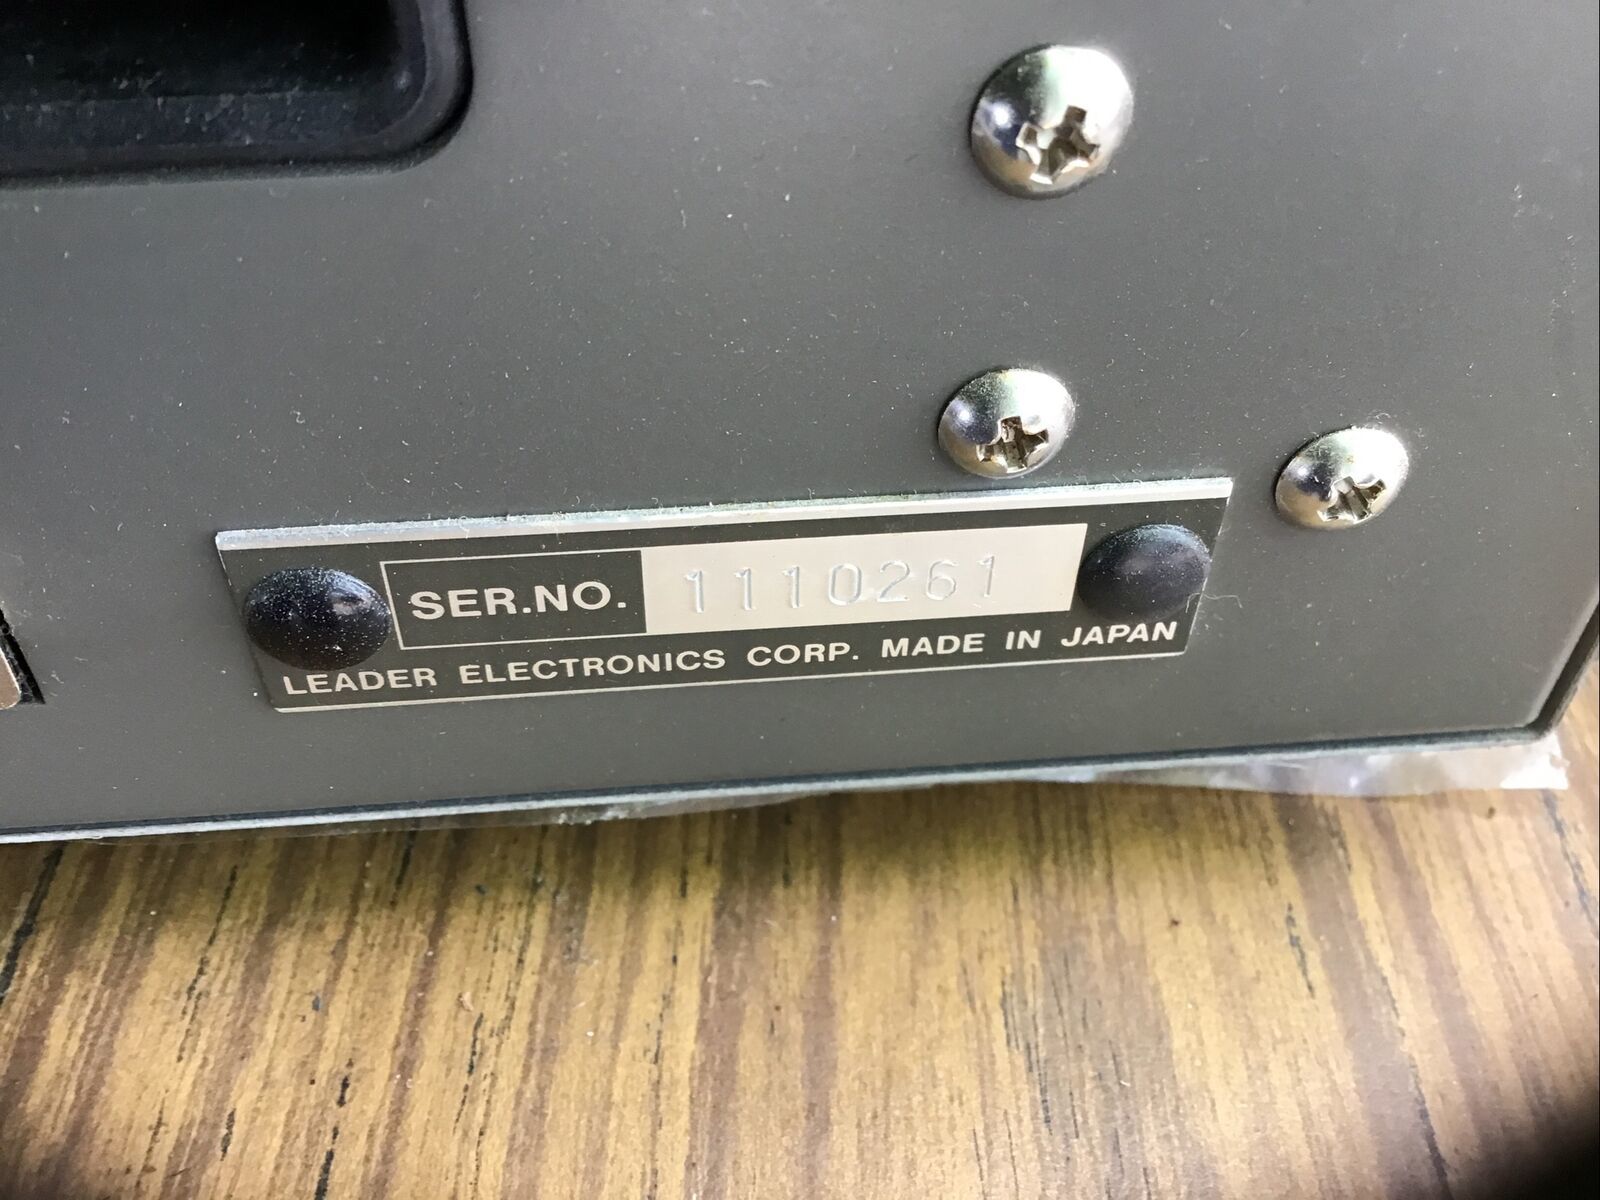 SER.NO. 1110261
LEADER ELECTRONICS CORP. MADE IN JAPAN